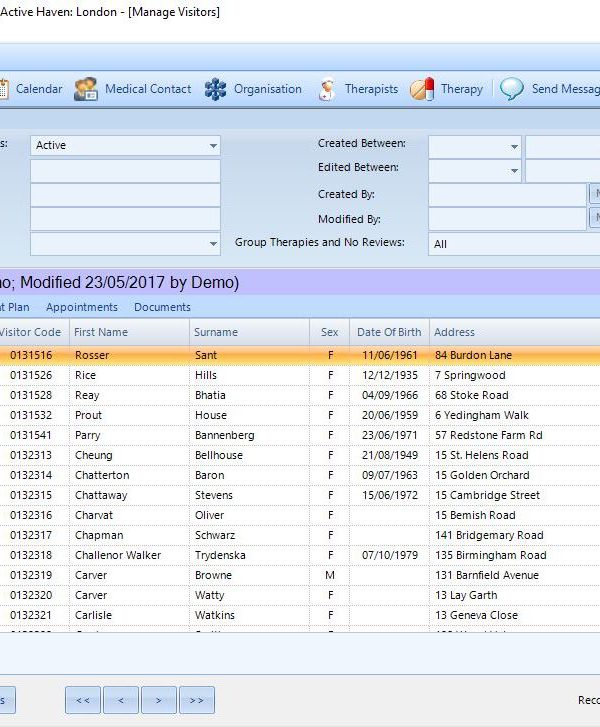 Active Haven: London - [Manage Visitors]
Calendar Medical Contact Organisation Therapists Therapy Send Messag
s: Active Created Between:
Edited Between:
Created By:
Modified By:
Group Therapies and No Reviews: All
no; Modified 23/05/2017 by Demo)
nt Plan Appointments Documents
Visitor Code First Name Surname Sex Date Of Birth Address
0131516 Rosser Sant F 11/06/1961 84 Burdon Lane
0131526 Rice Hills F 12/12/1935 7 Springwood
0131528 Reay Bhatia F 04/09/1966 68 Stoke Road
0131532 Prout House F 20/06/1959 6 Yedingham Walk
0131541 Parry Bannenberg F 23/06/1971 57 Redstone Farm Rd
0132313 Cheung Bellhouse F 21/08/1949 15 St. Helens Road
0132314 Chatterton Baron F 09/07/1963 15 Golden Orchard
0132315 Chattaway Stevens F 15/06/1972 15 Cambridge Street
0132316 Charvat Oliver F 15 Bemish Road
0132317 Chapman Schwarz F 141 Bridgemary Road
0132318 Challenor Walker Trydenska F 07/10/1979 135 Birmingham Road
0132319 Carver Browne M 131 Barnfield Avenue
0132320 Carver Watty F 13 Lay Garth
0132321 Carlisle Watkins F 13 Geneva Close
s << < > >> Reco